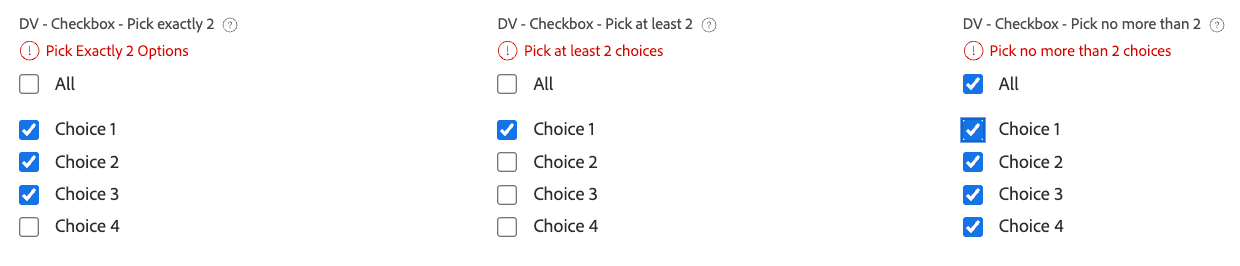 DV - Checkbox - Pick exactly 2 ?
Pick Exactly 2 Options
All
Choice 1
Choice 2
Choice 3
Choice 4
DV - Checkbox - Pick at least 2 ?
Pick at least 2 choices
All
Choice 1
Choice 2
Choice 3
Choice 4
DV - Checkbox - Pick no more than 2 ?
Pick no more than 2 choices
All
Choice 1
Choice 2
Choice 3
Choice 4